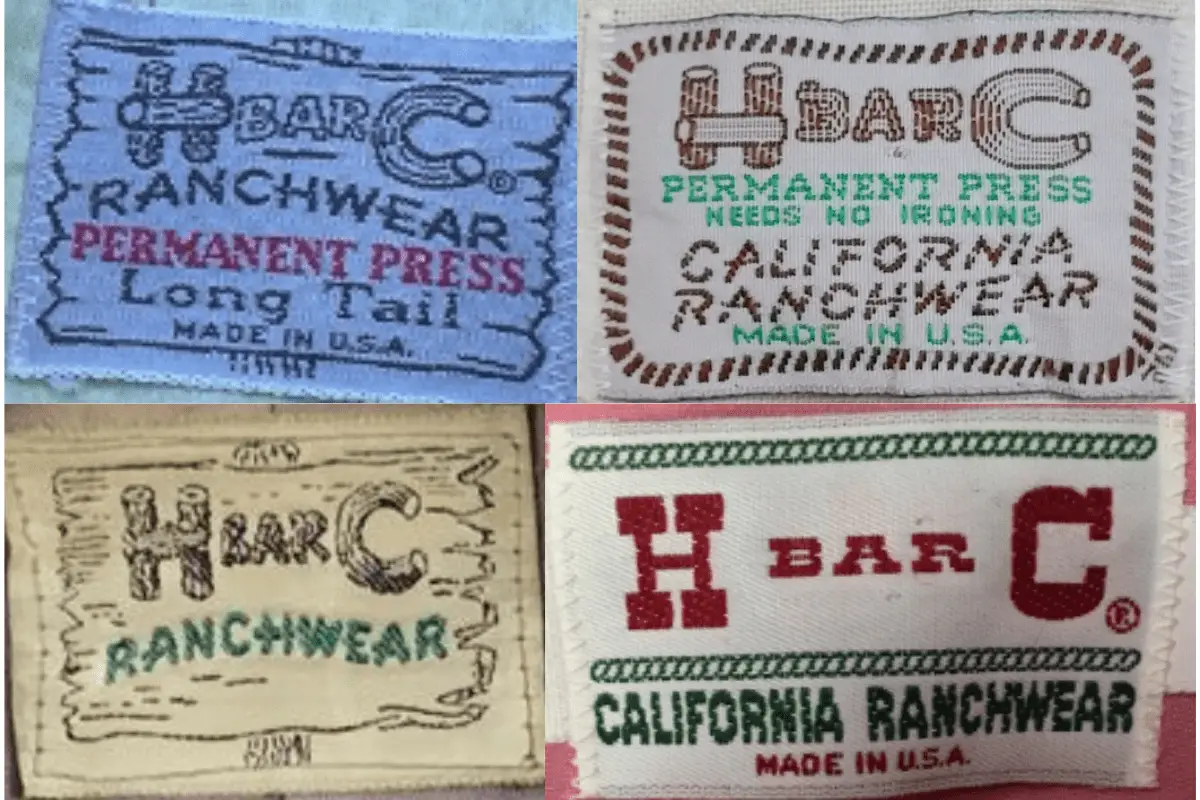 H BAR C ©
RANCHWEAR
PERMANENT PRESS
Long Tail
MADE IN U.S.A.
H BAR C
PERMANENT PRESS
NEEDS NO IRONING
CALIFORNIA
RANCHWEAR
MADE IN U.S.A.
H BAR C
RANCHWEAR
H BAR C ®
CALIFORNIA RANCHWEAR
MADE IN U.S.A.